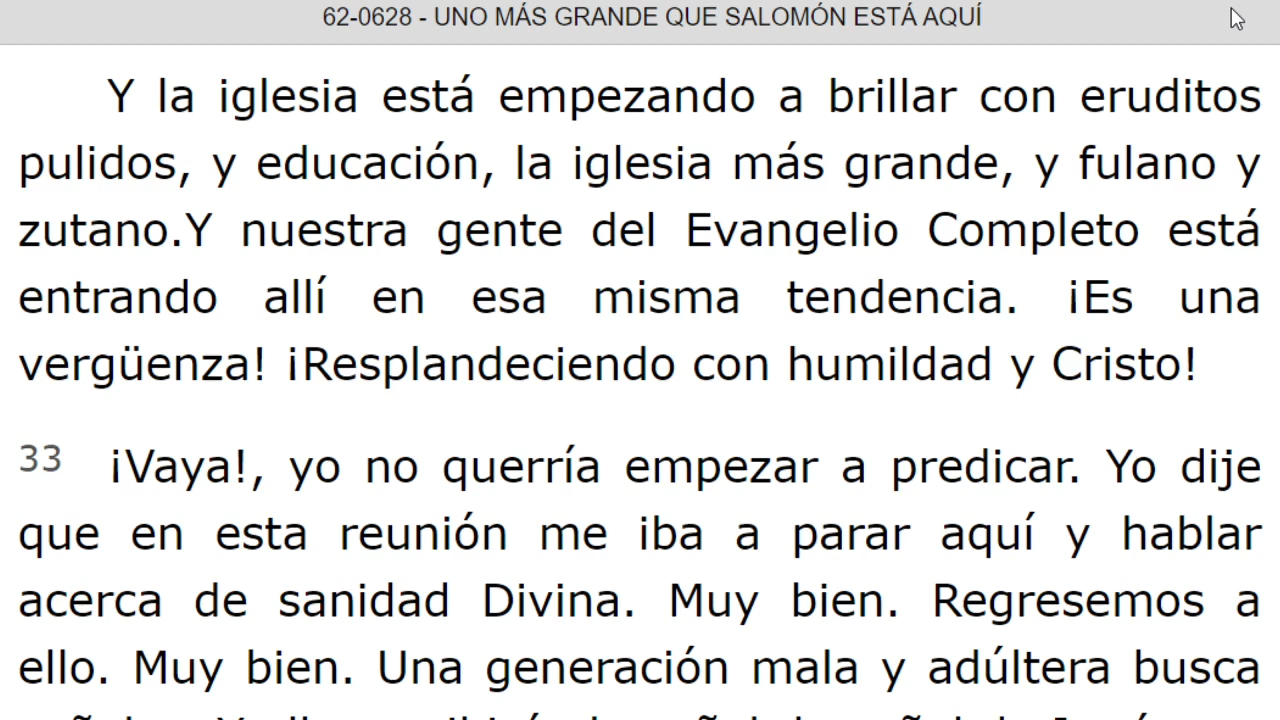 62-0628 - UNO MÁS GRANDE QUE SALOMÓN ESTÁ AQUÍ
Y la iglesia está empezando a brillar con eruditos
pulidos, y educación, la iglesia más grande, y fulano y
zutano.Y nuestra gente del Evangelio Completo está
entrando allí en esa misma tendencia. ¡Es una
vergüenza! ¡Resplandeciendo con humildad y Cristo!
33 ¡Vaya!, yo no querría empezar a predicar. Yo dije
que en esta reunión me iba a parar aquí y hablar
acerca de sanidad Divina. Muy bien. Regresemos a
ello. Muy bien. Una generación mala y adúltera busca